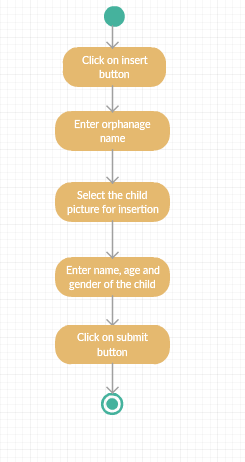 Click on insert
button
Enter orphanage
name
Select the child
picture for insertion
Enter name, age and
gender of the child
Click on submit
button